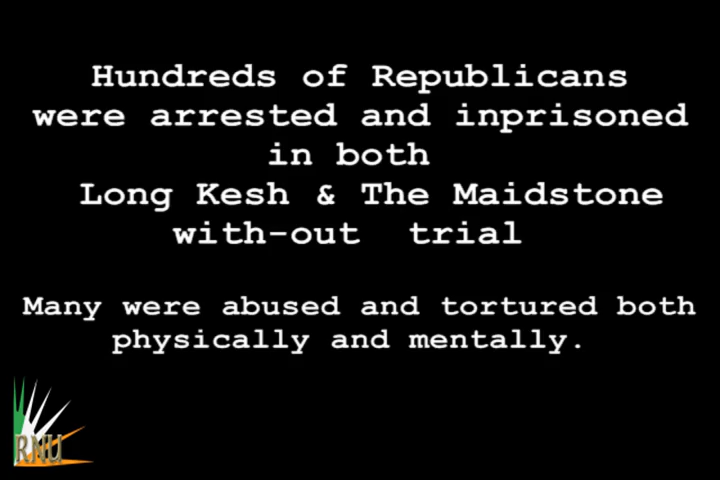 Hundreds of Republicans
were arrested and inprisoned
in both
Long Kesh & The Maidstone
with-out trial
Many were abused and tortured both
physically and mentally.
RNU